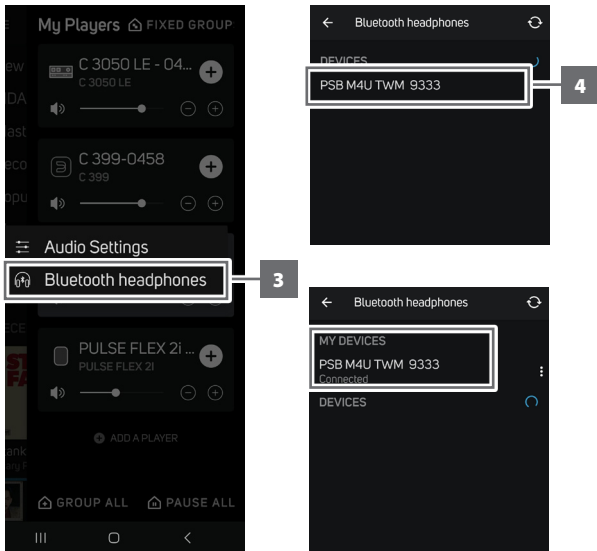 My Players FIXED GROUP
C 3050 LE - 04...
C 3050 LE
C 399-0458
C 399
Audio Settings
Bluetooth headphones
3
PULSE FLEX 2i ...
PULSE FLEX 2I
ADD A PLAYER
GROUP ALL PAUSE ALL
Bluetooth headphones
DEVICES
PSB M4U TWM 9333
4
Bluetooth headphones
MY DEVICES
PSB M4U TWM 9333
Connected
DEVICES